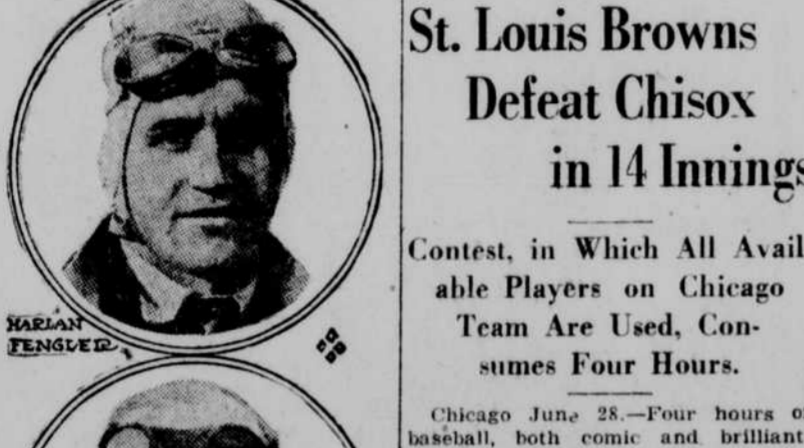 HARLAN
FENGLER
St. Louis Browns
Defeat Chisox
in 14 Innings
Contest, in Which All Avail-
able Players on Chicago
Team Are Used, Con-
sumes Four Hours.
Chicago June 28.—Four hours of
baseball, both comic and brilliant